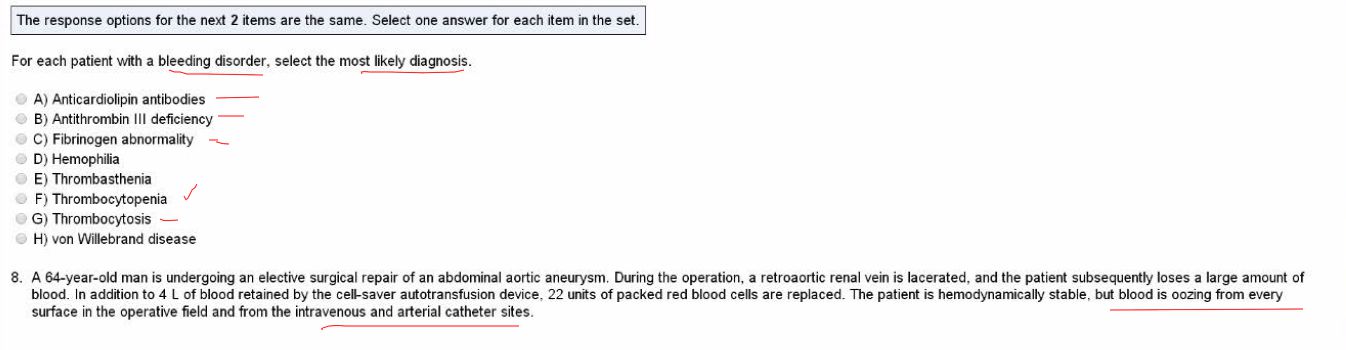 The response options for the next 2 items are the same. Select one answer for each item in the set.
For each patient with a bleeding disorder, select the most likely diagnosis.
A) Anticardiolipin antibodies
B) Antithrombin III deficiency
C) Fibrinogen abnormality
D) Hemophilia
E) Thrombasthenia
F) Thrombocytopenia
G) Thrombocytosis
H) von Willebrand disease
8. A 64-year-old man is undergoing an elective surgical repair of an abdominal aortic aneurysm. During the operation, a retroaortic renal vein is lacerated, and the patient subsequently loses a large amount of
blood. In addition to 4 L of blood retained by the cell-saver autotransfusion device, 22 units of packed red blood cells are replaced. The patient is hemodynamically stable, but blood is oozing from every
surface in the operative field and from the intravenous and arterial catheter sites.